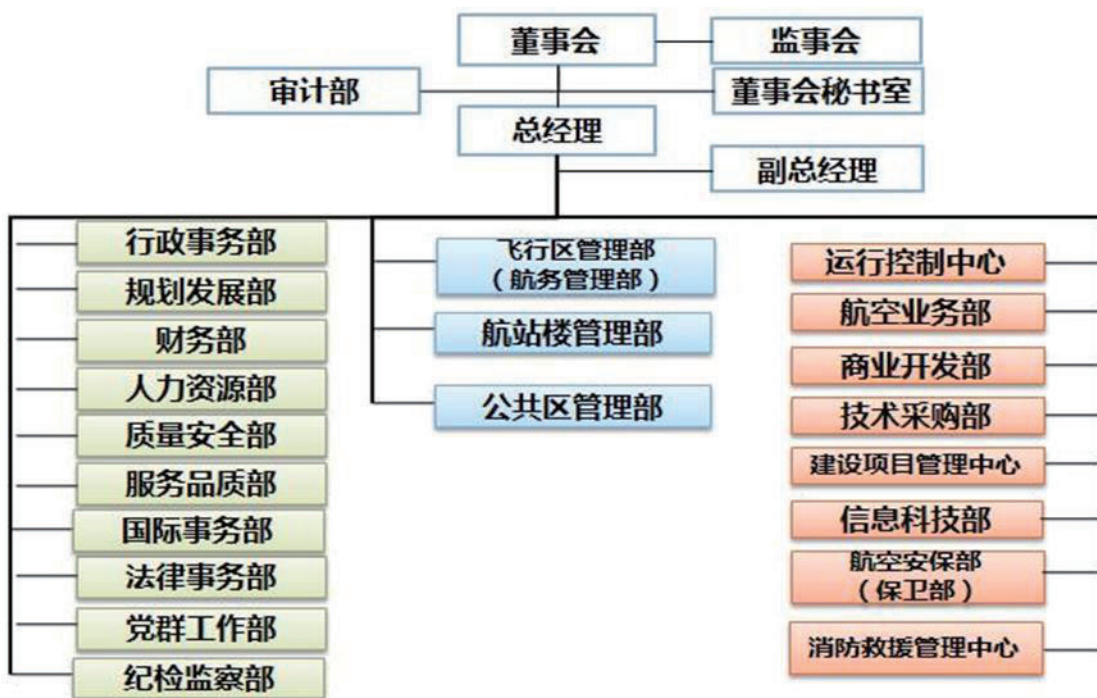 董事会
监事会
审计部
董事会秘书室
总经理
副总经理
行政事务部
规划发展部
财务部
人力资源部
质量安全部
服务品质部
国际事务部
法律事务部
党群工作部
纪检监察部
飞行区管理部
（航务管理部）
航站楼管理部
公共区管理部
运行控制中心
航空业务部
商业开发部
技术采购部
建设项目管理中心
信息科技部
航空安保部
（保卫部）
消防救援管理中心